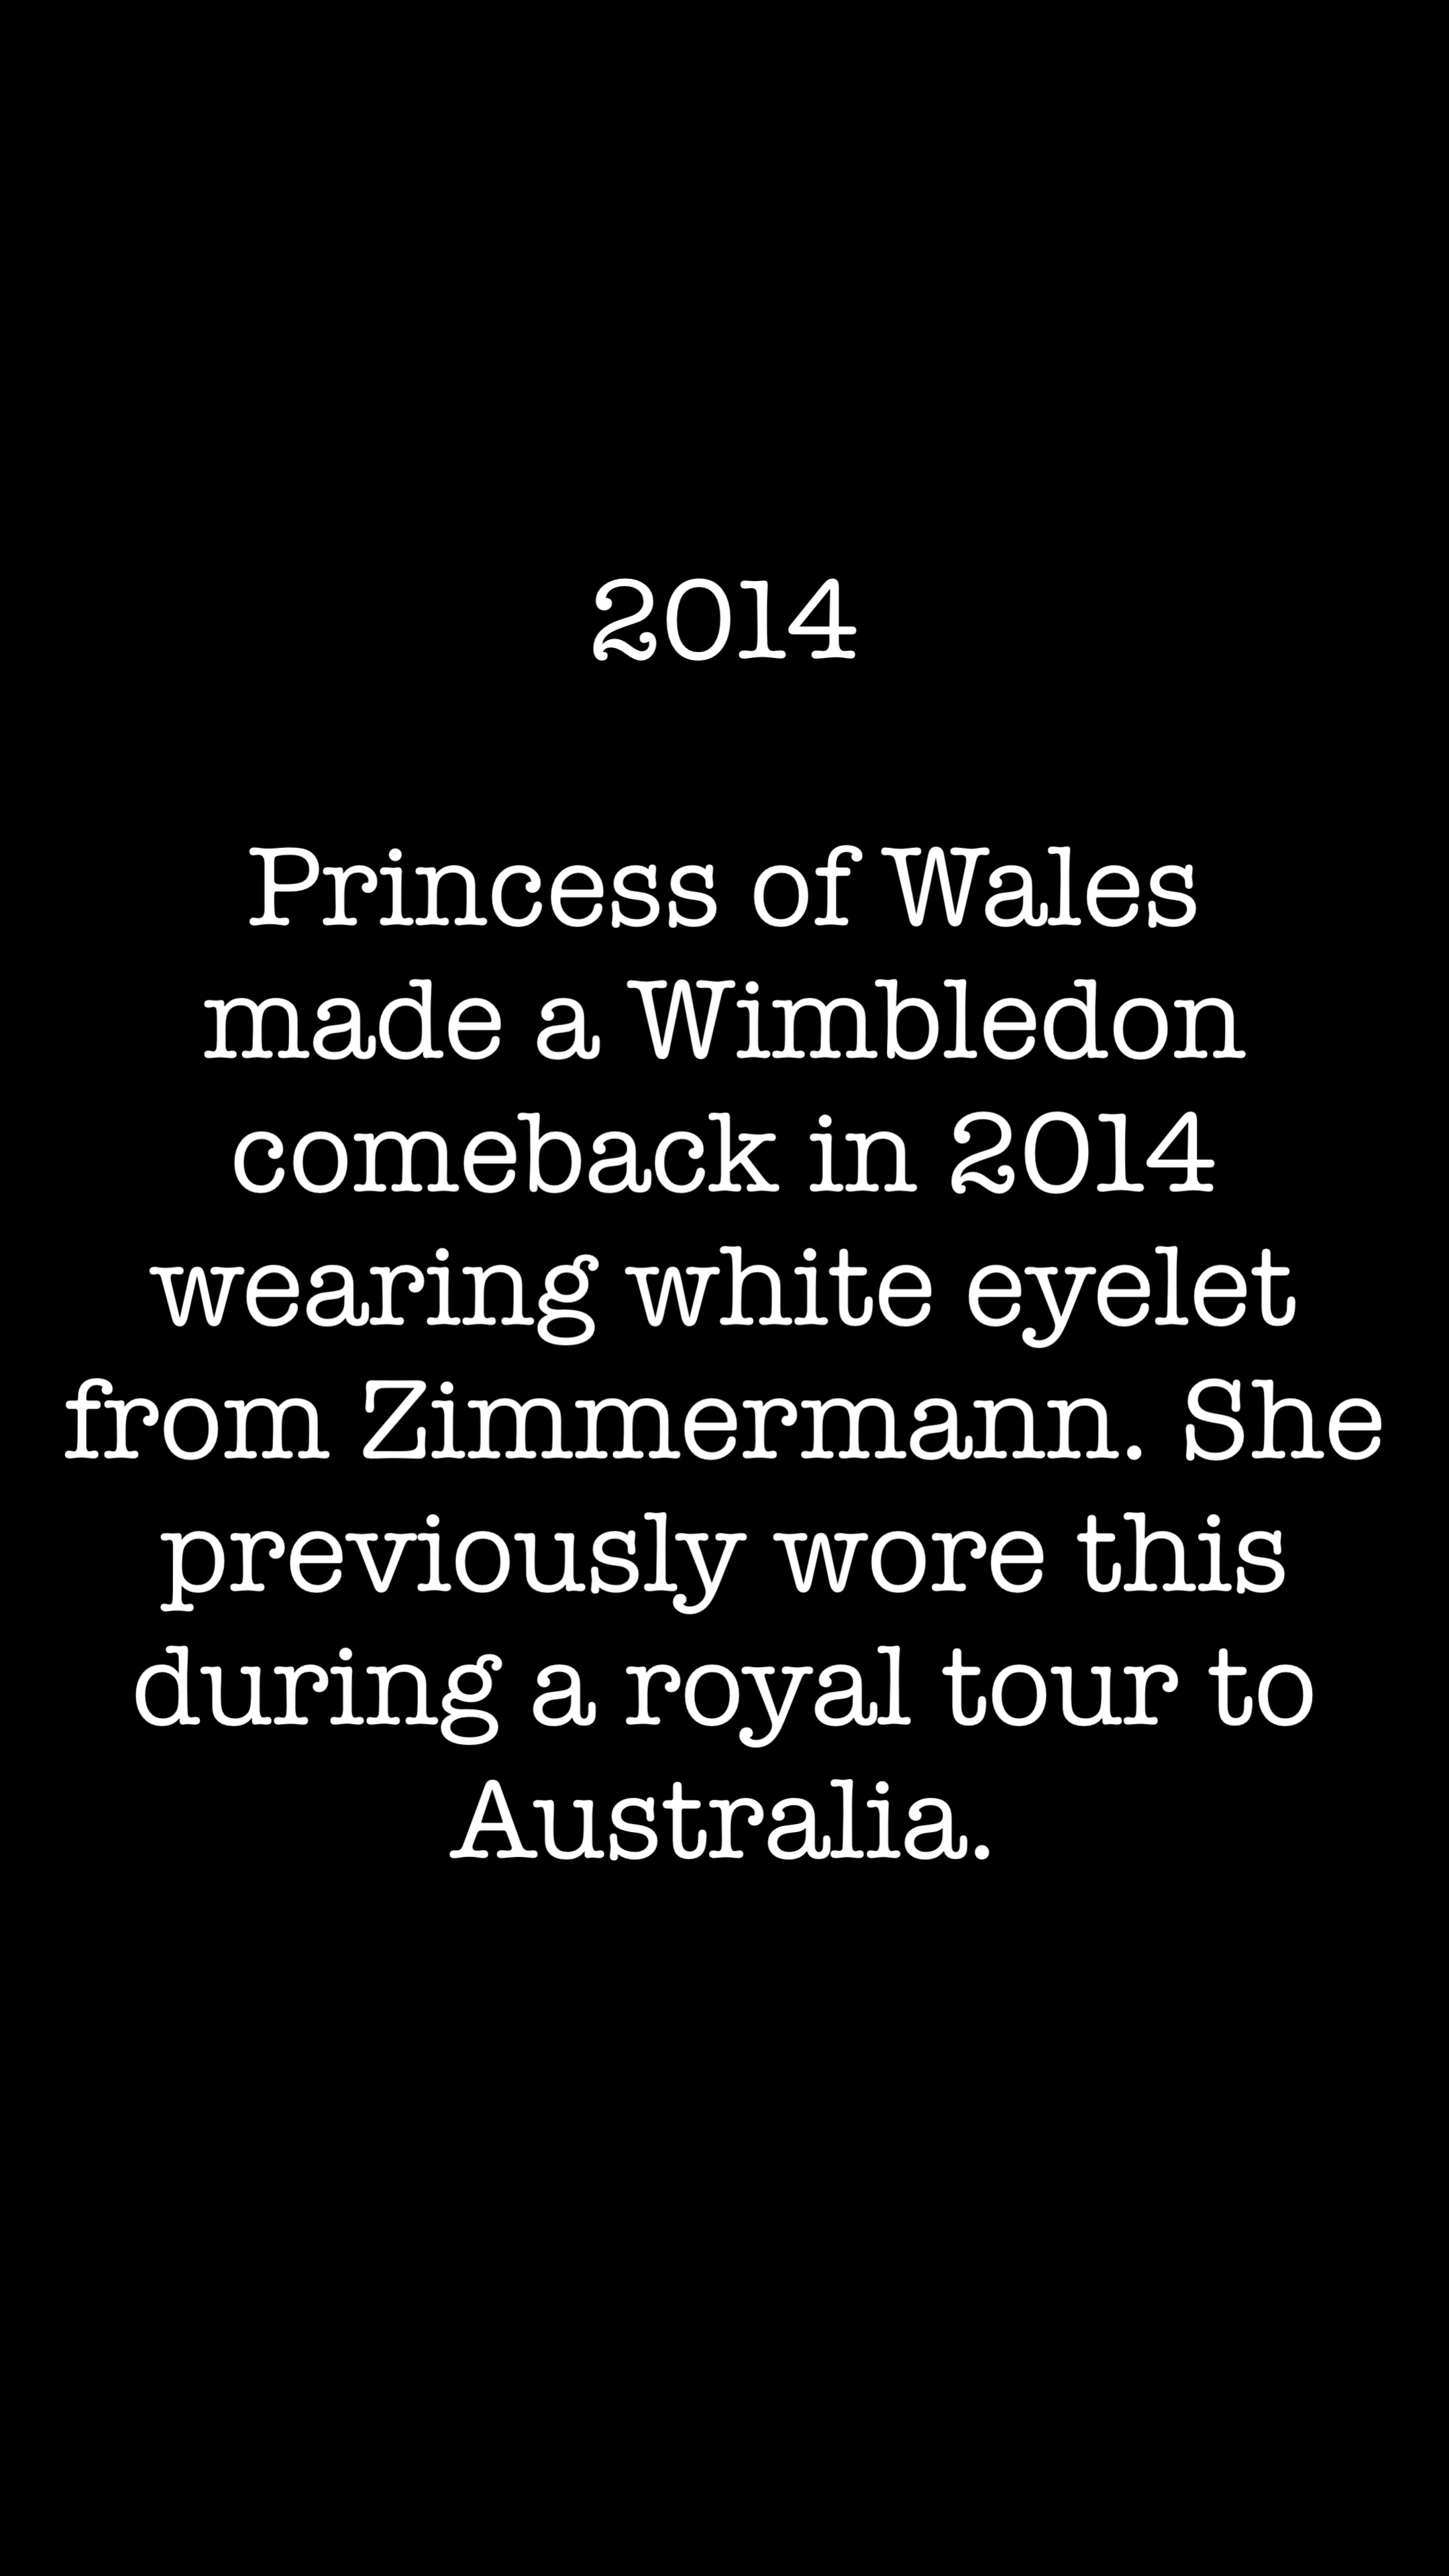 2014
Princess of Wales
made a Wimbledon
comeback in 2014
wearing white eyelet
from Zimmermann. She
previously wore this
during a royal tour to
Australia.